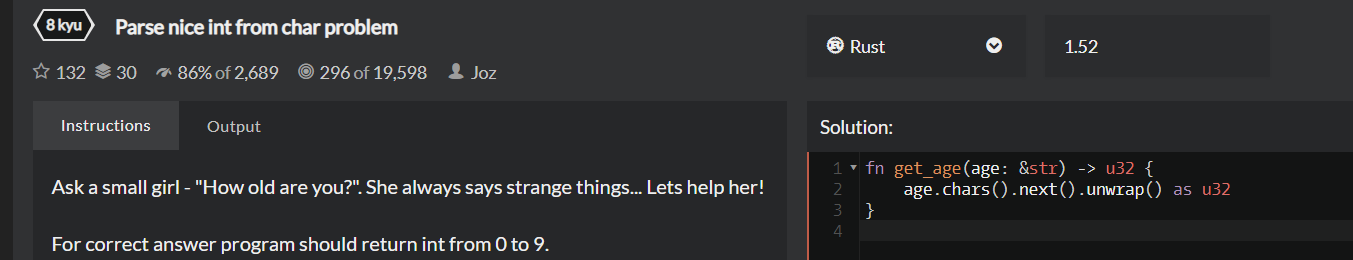 8 kyu Parse nice int from char problem
132 30 86% of 2,689 296 of 19,598 Joz
Rust 1.52
Instructions Output
Ask a small girl - "How old are you?". She always says strange things... Lets help her!
For correct answer program should return int from 0 to 9.
Solution:
1 fn get_age(age: &str) -> u32 {
2 age.chars().next().unwrap() as u32
3 }
4